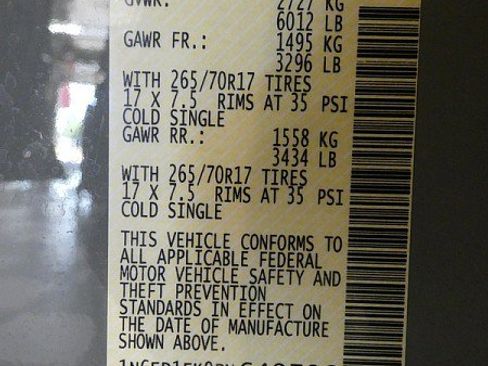 GVWR: 2727 KG
6012 LB
GAWR FR.: 1495 KG
3296 LB
WITH 265/70R17 TIRES
17 X 7.5 RIMS AT 35 PSI
COLD SINGLE
GAWR RR.: 1558 KG
3434 LB
WITH 265/70R17 TIRES
17 X 7.5 RIMS AT 35 PSI
COLD SINGLE
THIS VEHICLE CONFORMS TO
ALL APPLICABLE FEDERAL
MOTOR VEHICLE SAFETY AND
THEFT PREVENTION
STANDARDS IN EFFECT ON
THE DATE OF MANUFACTURE
SHOWN ABOVE.